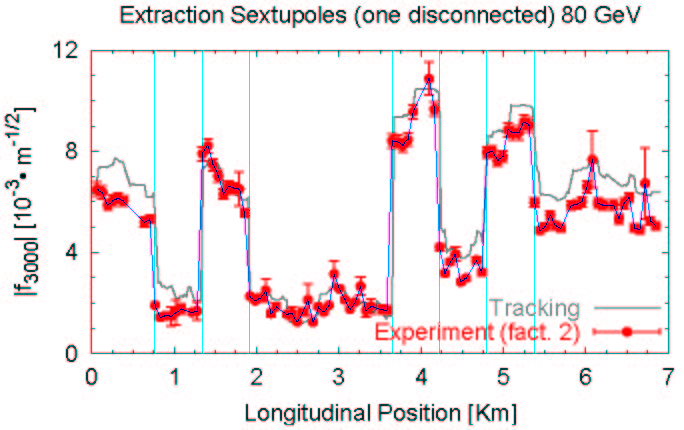 Extraction Sextupoles (one disconnected) 80 GeV
|f3000| [10-3• m-1/2]
12
8
4
0
Tracking
Experiment (fact. 2)
0 1 2 3 4 5 6 7
Longitudinal Position [Km]